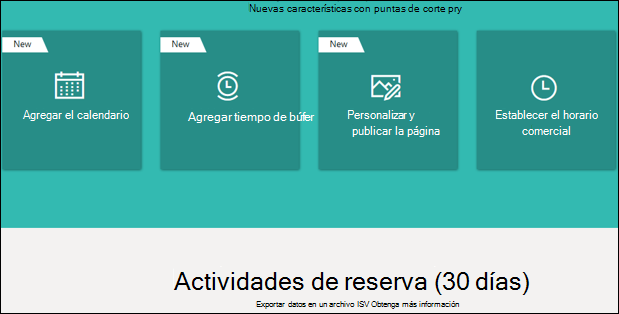 Nuevas características con puntas de corte pry
New
New
New
Agregar el calendario
Agregar tiempo de búfer
Personalizar y
publicar la página
Establecer el horario
comercial
Actividades de reserva (30 días)
Exportar datos en un archivo ISV Obtenga más información